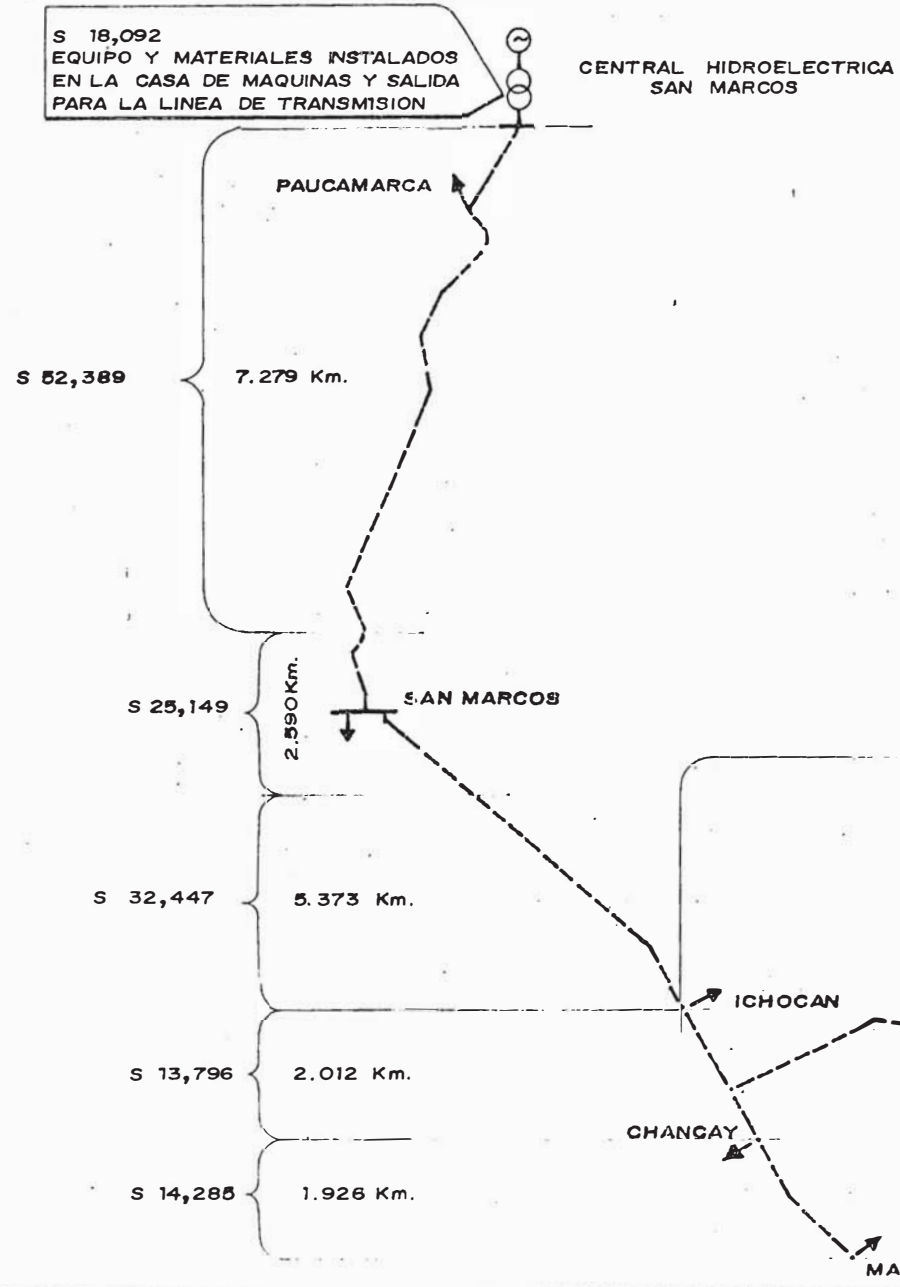 S 18,092
EQUIPO Y MATERIALES INSTALADOS
EN LA CASA DE MAQUINAS Y SALIDA
PARA LA LINEA DE TRANSMISION
CENTRAL HIDROELECTRICA
SAN MARCOS
PAUCAMARCA
S 52,389
7.279 Km.
S 25,149
2.590 Km.
SAN MARCOS
S 32,447
5.373 Km.
ICHOCAN
S 13,796
2.012 Km.
CHANCAY
S 14,285
1.926 Km.
MA